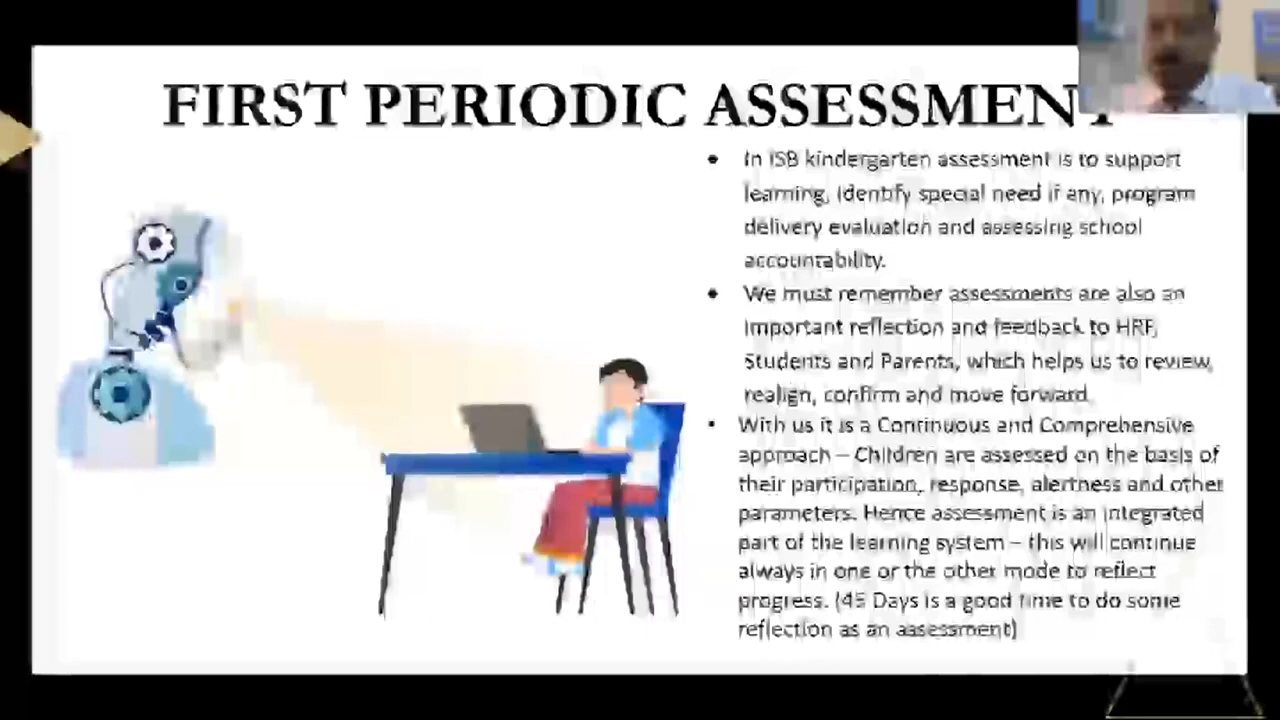 FIRST PERIODIC ASSESSMENT
• In ISB kindergarten assessment is to support
learning, identify special need if any, program
delivery evaluation and assessing school
accountability.
• We must remember assessments are also an
important reflection and feedback to HRF,
Students and Parents, which helps us to review,
realign, confirm and move forward.
• With us it is a Continuous and Comprehensive
approach – Children are assessed on the basis of
their participation, response, alertness and other
parameters. Hence assessment is an integrated
part of the learning system – this will continue
always in one or the other mode to reflect
progress. (45 Days is a good time to do some
reflection as an assessment)